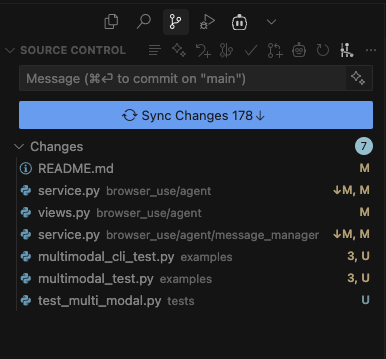 SOURCE CONTROL
Message (⌘⏎ to commit on "main")
Sync Changes 178↓
Changes 7
README.md M
service.py browser_use/agent ↓M, M
views.py browser_use/agent M
service.py browser_use/agent/message_manager ↓M, M
multimodal_cli_test.py examples 3, U
multimodal_test.py examples 3, U
test_multi_modal.py tests U